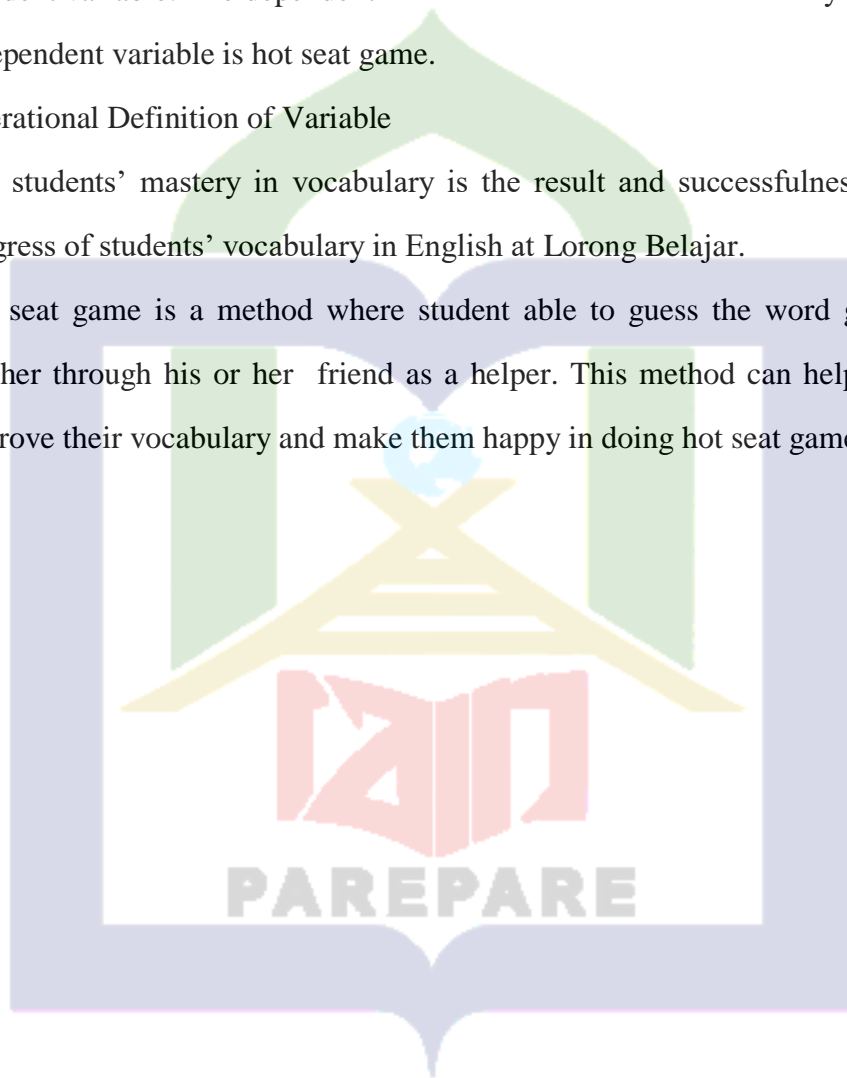 ependent variable is hot seat game.
erational Definition of Variable
students’ mastery in vocabulary is the result and successfulnes
gress of students’ vocabulary in English at Lorong Belajar.
seat game is a method where student able to guess the word g
her through his or her friend as a helper. This method can help
rove their vocabulary and make them happy in doing hot seat game
iain
PAREPARE